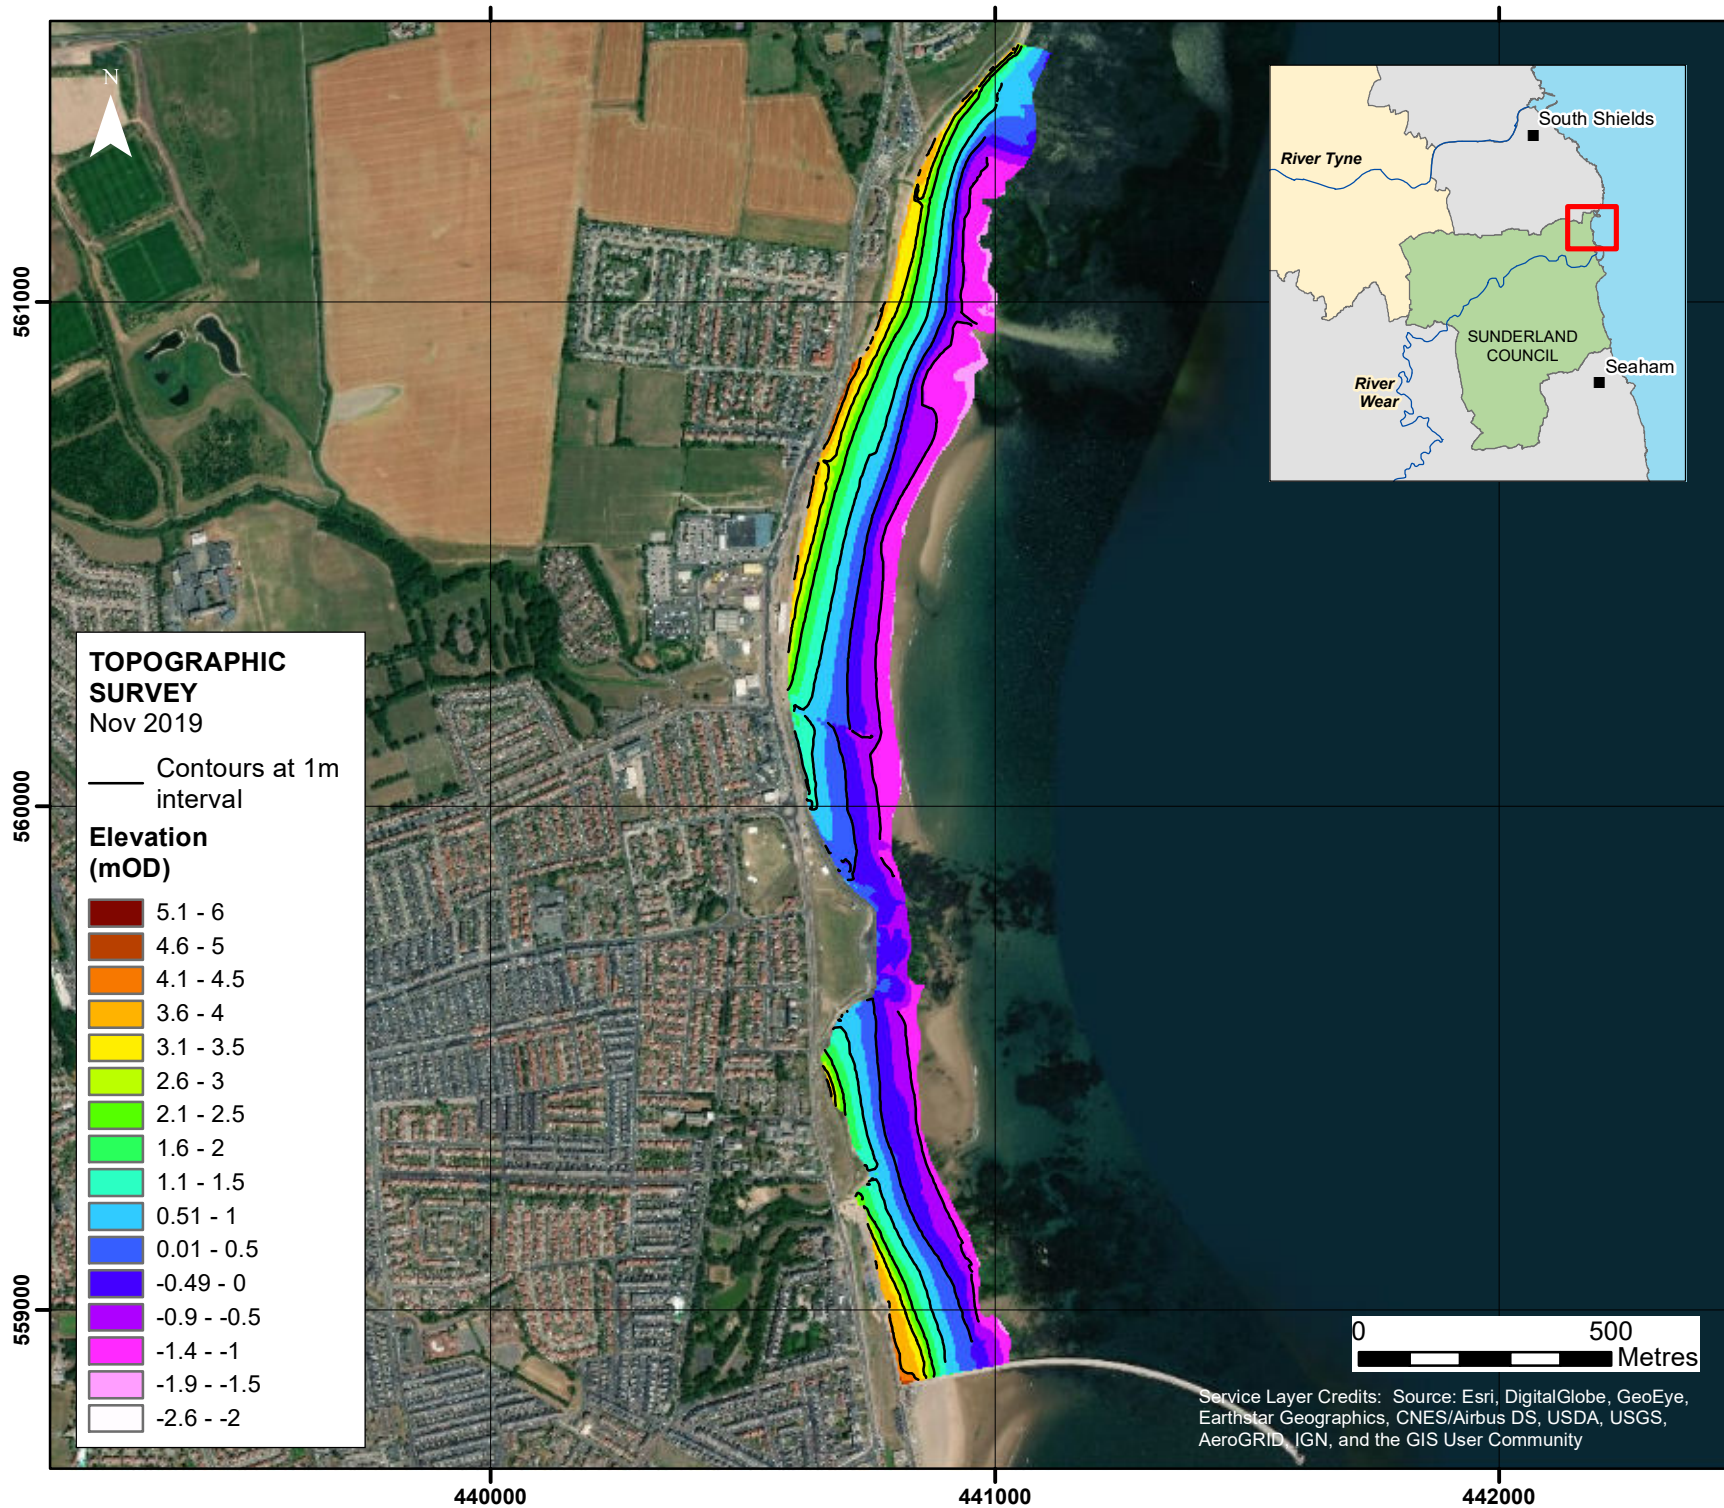 N
South Shields
River Tyne
SUNDERLAND
COUNCIL
Seaham
River
Wear
561000
560000
559000
TOPOGRAPHIC
SURVEY
Nov 2019
Contours at 1m
interval
Elevation
(mOD)
5.1 - 6
4.6 - 5
4.1 - 4.5
3.6 - 4
3.1 - 3.5
2.6 - 3
2.1 - 2.5
1.6 - 2
1.1 - 1.5
0.51 - 1
0.01 - 0.5
-0.49 - 0
-0.9 - -0.5
-1.4 - -1
-1.9 - -1.5
-2.6 - -2
0 500
Metres
Service Layer Credits: Source: Esri, DigitalGlobe, GeoEye,
Earthstar Geographics, CNES/Airbus DS, USDA, USGS,
AeroGRID, IGN, and the GIS User Community
440000 441000 442000